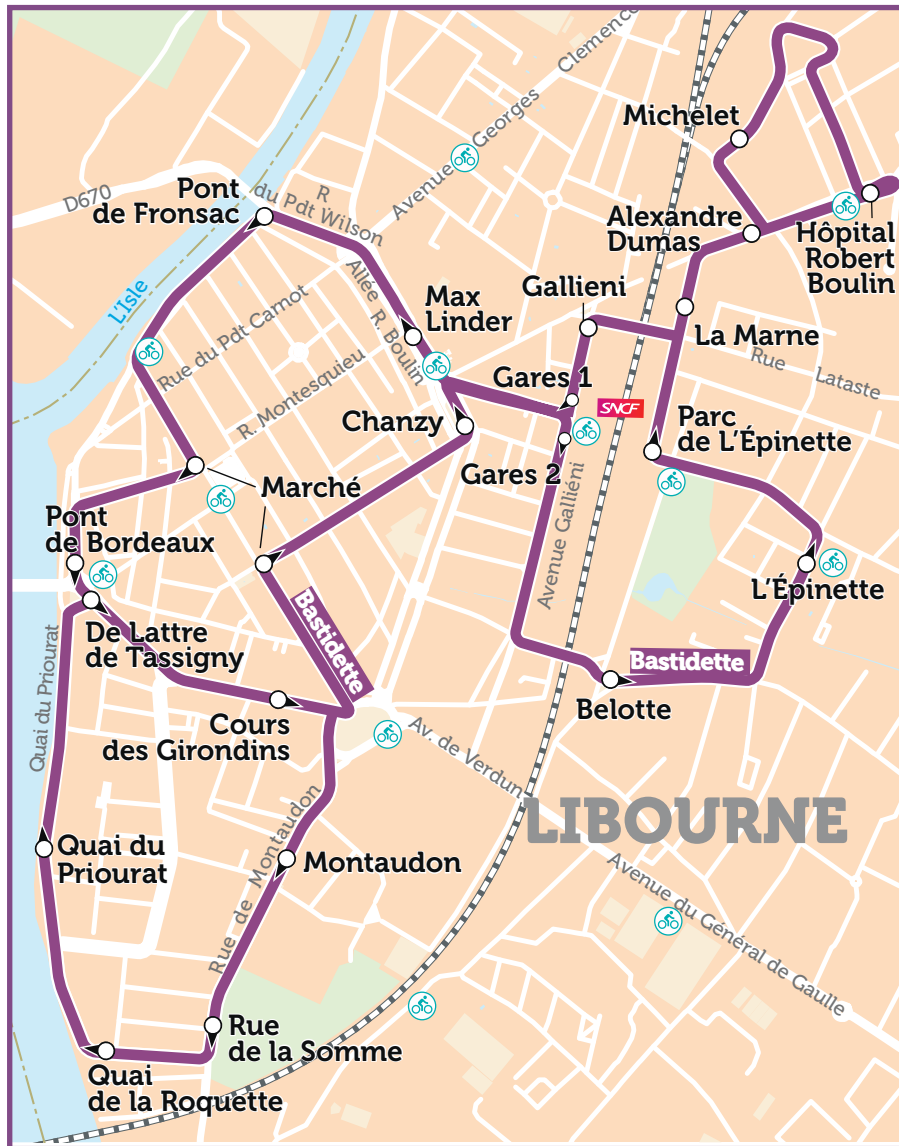 Avenue Georges Clemence
Michelet
R
du Pdt Wilson
D670
Pont
de Fronsac
Alexandre
Dumas
Hôpital
Robert
Boulin
L'Isle
Allée R. Boulin
Rue du Pdt Carnot
Max
Linder
Gallieni
La Marne
Rue Lataste
R. Montesquieu
Gares 1
SNCF
Chanzy
Parc
de L'Épinette
Gares 2
Marché
Avenue Galliéni
Pont
de Bordeaux
L'Épinette
Bastidette
De Lattre
de Tassigny
Bastidette
Belotte
Quai du Priourat
Cours
des Girondins
Av. de Verdun
LIBOURNE
Rue de Montaudon
Quai du
Priourat
Montaudon
Avenue du Général de Gaulle
Rue
de la Somme
Quai
de la Roquette